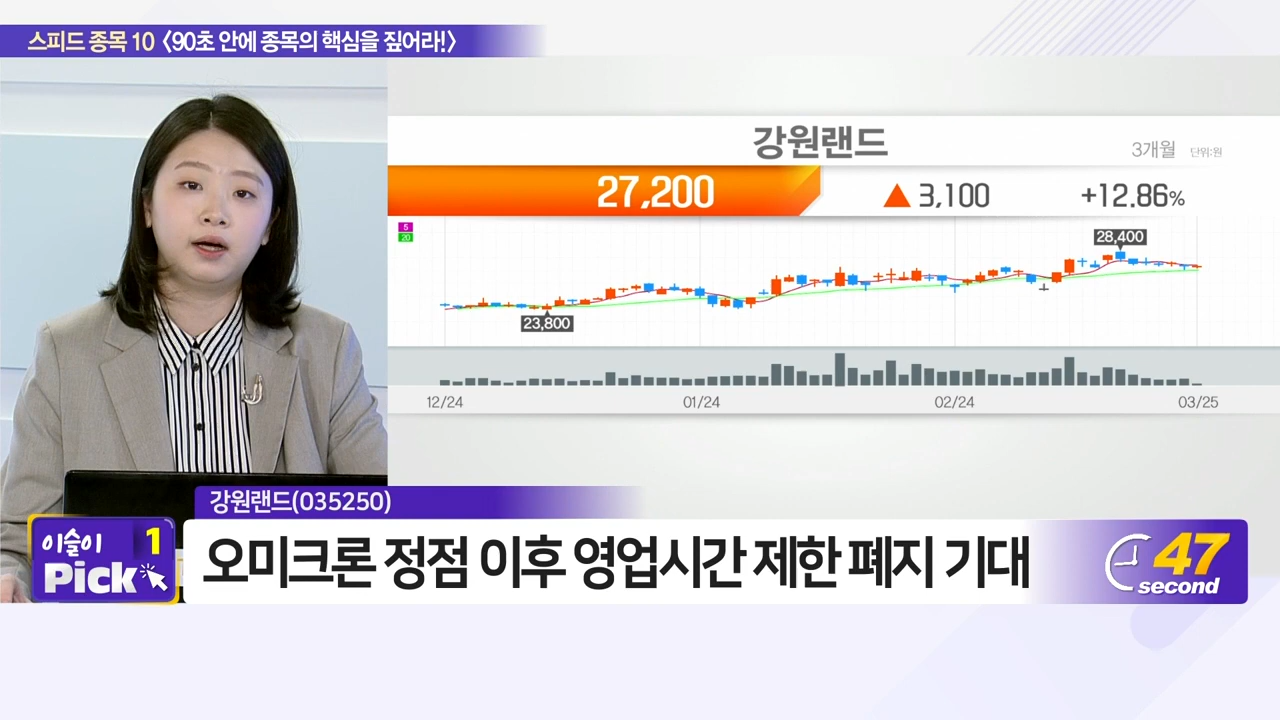 스피드 종목 10 〈90초 안에 종목의 핵심을 짚어라!〉
강원랜드
3개월 단위:원
27,200 ▲ 3,100 +12.86%
5
20
28,400
23,800
12/24 01/24 02/24 03/25
강원랜드(035250)
이슬이 1
Pick
오미크론 정점 이후 영업시간 제한 폐지 기대
47
second